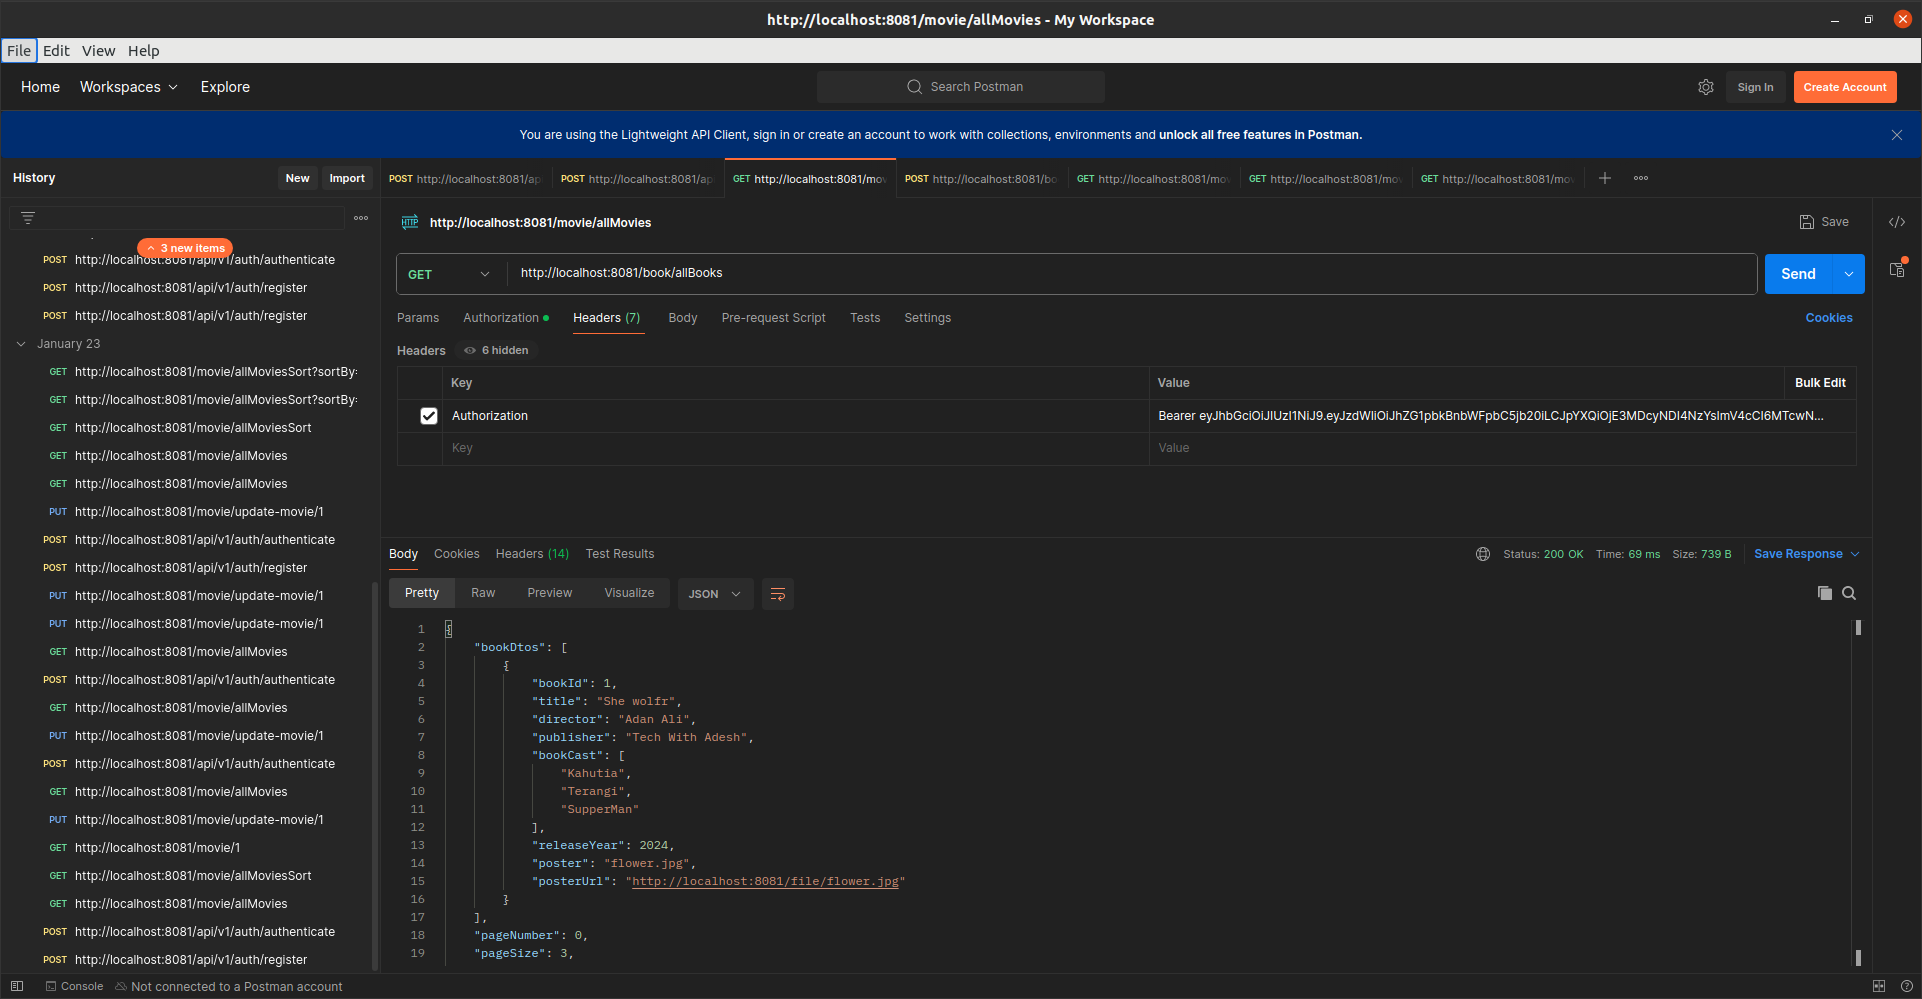 http://localhost:8081/movie/allMovies - My Workspace
File Edit View Help
Home Workspaces Explore Search Postman Sign In Create Account
You are using the Lightweight API Client, sign in or create an account to work with collections, environments and unlock all free features in Postman.
History New Import
3 new items
POST http://localhost:8081/api/v1/auth/authenticate
POST http://localhost:8081/api/v1/auth/register
POST http://localhost:8081/api/v1/auth/register
January 23
GET http://localhost:8081/movie/allMoviesSort?sortBy:
GET http://localhost:8081/movie/allMoviesSort?sortBy:
GET http://localhost:8081/movie/allMoviesSort
GET http://localhost:8081/movie/allMovies
GET http://localhost:8081/movie/allMovies
PUT http://localhost:8081/movie/update-movie/1
POST http://localhost:8081/api/v1/auth/authenticate
POST http://localhost:8081/api/v1/auth/register
PUT http://localhost:8081/movie/update-movie/1
PUT http://localhost:8081/movie/update-movie/1
GET http://localhost:8081/movie/allMovies
POST http://localhost:8081/api/v1/auth/authenticate
GET http://localhost:8081/movie/allMovies
PUT http://localhost:8081/movie/update-movie/1
POST http://localhost:8081/api/v1/auth/authenticate
GET http://localhost:8081/movie/allMovies
PUT http://localhost:8081/movie/update-movie/1
GET http://localhost:8081/movie/1
GET http://localhost:8081/movie/allMoviesSort
GET http://localhost:8081/movie/allMovies
POST http://localhost:8081/api/v1/auth/authenticate
POST http://localhost:8081/api/v1/auth/register
POST http://localhost:8081/ap POST http://localhost:8081/ap GET http://localhost:8081/mov POST http://localhost:8081/bo GET http://localhost:8081/mov GET http://localhost:8081/mov GET http://localhost:8081/mov
HTTP http://localhost:8081/movie/allMovies Save
GET http://localhost:8081/book/allBooks Send
Params Authorization Headers (7) Body Pre-request Script Tests Settings Cookies
Headers 6 hidden
Key Value Bulk Edit
Authorization Bearer eyJhbGciOiJIUzI1NiJ9.eyJzdWIiOiJhZG1pbkBnbWFpbC5jb20iLCJpYXQiOjE3MDcyNDI4NzYsImV4cCI6MTcwN...
Key Value
Body Cookies Headers (14) Test Results Status: 200 OK Time: 69 ms Size: 739 B Save Response
Pretty Raw Preview Visualize JSON
1 {
2 "bookDtos": [
3 {
4 "bookId": 1,
5 "title": "She wolfr",
6 "director": "Adan Ali",
7 "publisher": "Tech With Adesh",
8 "bookCast": [
9 "Kahutia",
10 "Terangi",
11 "SupperMan"
12 ],
13 "releaseYear": 2024,
14 "poster": "flower.jpg",
15 "posterUrl": "http://localhost:8081/file/flower.jpg"
16 }
17 ],
18 "pageNumber": 0,
19 "pageSize": 3,
Console Not connected to a Postman account